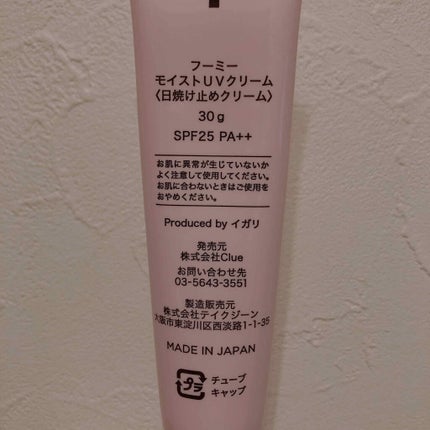 フーミー
モイストUVクリーム
〈日焼け止めクリーム〉
30g
SPF25 PA++
お肌に異常が生じていないか
よく注意して使用してください。
お肌に合わないときはご使用を
おやめください。
Produced by イガリ
発売元
株式会社Clue
お問い合わせ先
03-5643-3551
製造販売元
株式会社テイクジーン
大阪市東淀川区西淡路1-1-35
MADE IN JAPAN
プラ
チューブ
キャップ